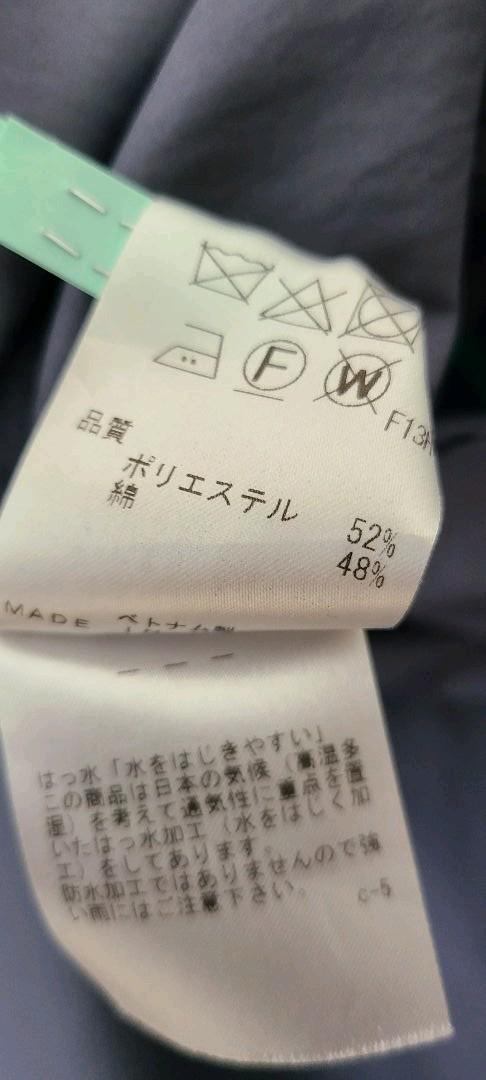 F
W
F13
品質
ポリエステル 52%
綿 48%
MADE ベトナム製
はっ水「水をはじきやすい」
この商品は日本の気候（高温多
湿）を考えて通気性に重点を置
いたはっ水加工（水をはじく加
工）をしてあります。
防水加工ではありませんので強
い雨にはご注意下さい。 c-5